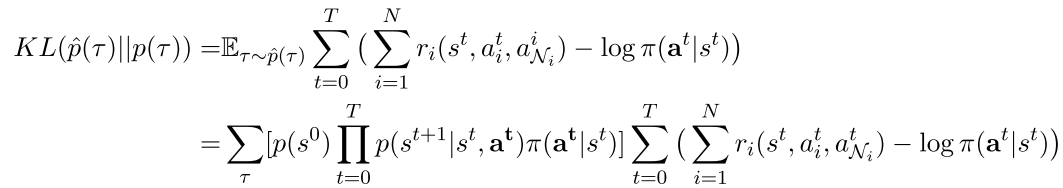 $KL(\hat{p}(\tau)||p(\tau)) = \mathbb{E}_{\tau\sim\hat{p}(\tau)} \sum_{t=0}^{T} \big( \sum_{i=1}^{N} r_i(s^t, a_i^t, a_{\mathcal{N}_i}^i) - \log \pi(\mathbf{a}^t|s^t) \big)$
$= \sum_{\tau} [p(s^0) \prod_{t=0}^{T} p(s^{t+1}|s^t, \mathbf{a^t}) \pi(\mathbf{a^t}|s^t)] \sum_{t=0}^{T} \big( \sum_{i=1}^{N} r_i(s^t, a_i^t, a_{\mathcal{N}_i}^t) - \log \pi(\mathbf{a}^t|s^t) \big)$